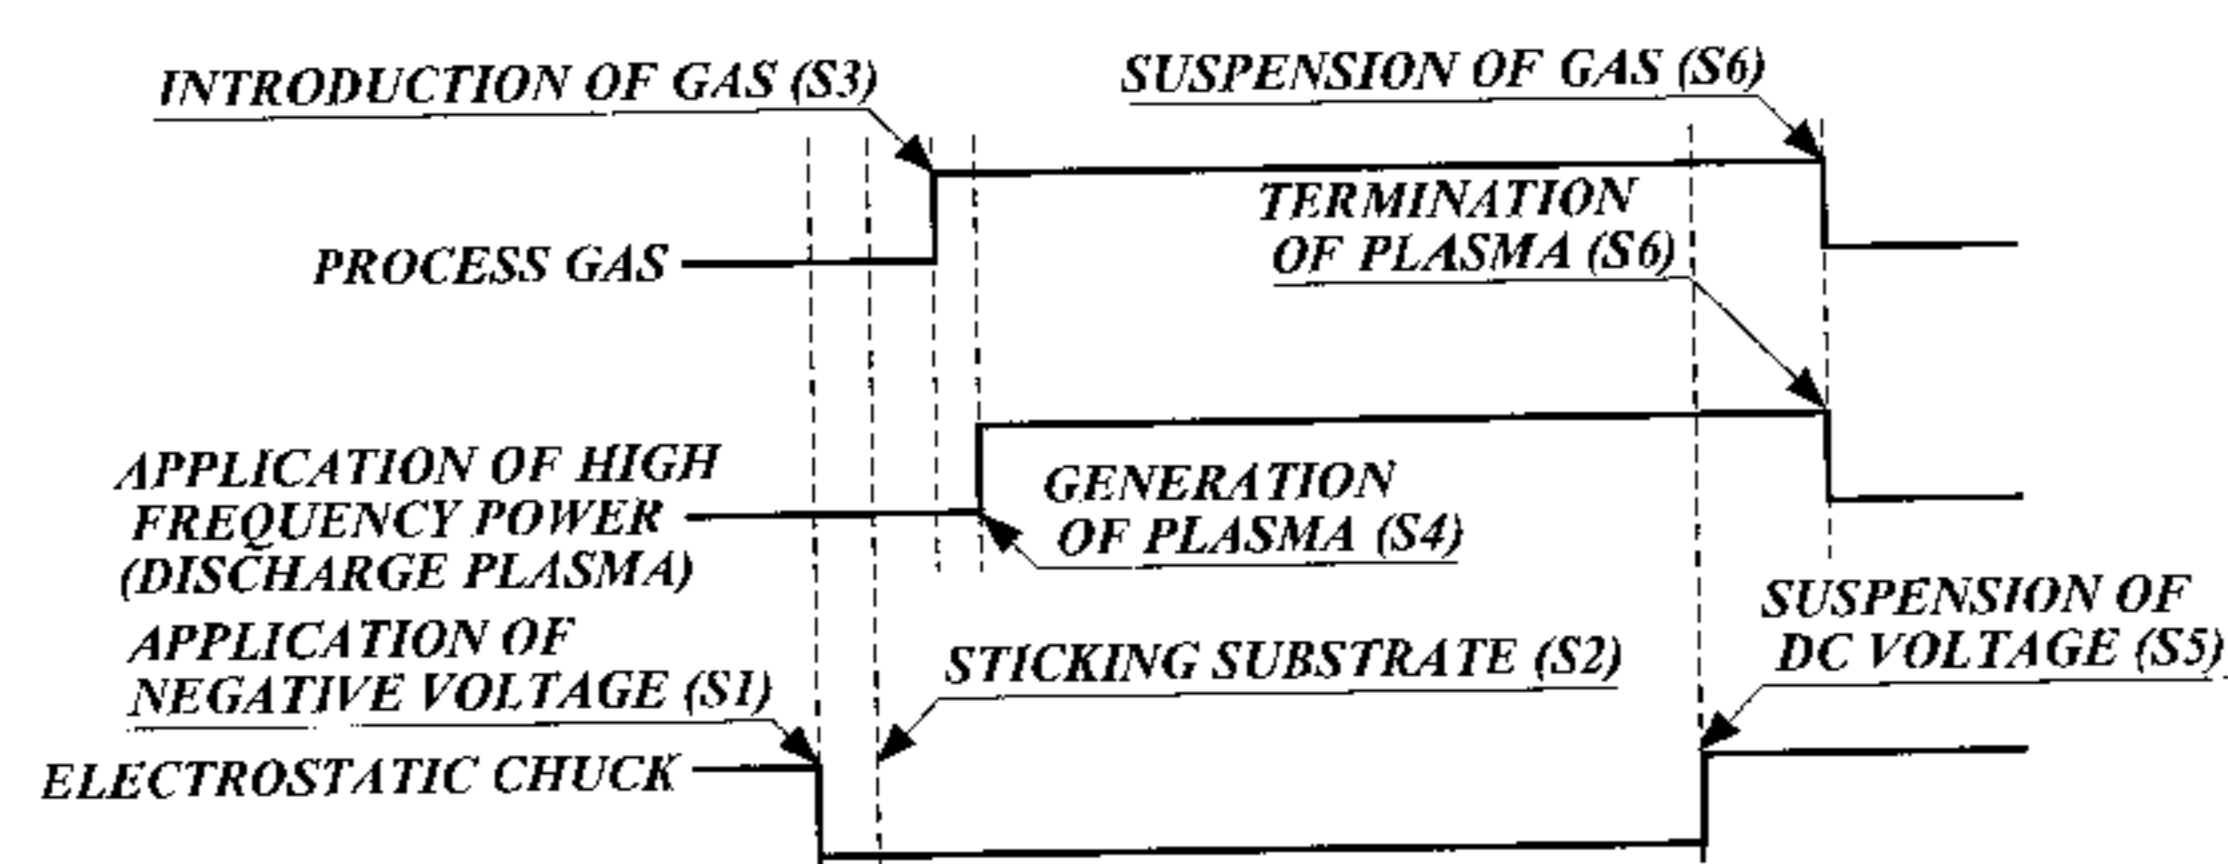 INTRODUCTION OF GAS (S3)
SUSPENSION OF GAS (S6)
PROCESS GAS
TERMINATION
OF PLASMA (S6)
APPLICATION OF HIGH
FREQUENCY POWER
(DISCHARGE PLASMA)
GENERATION
OF PLASMA (S4)
APPLICATION OF
NEGATIVE VOLTAGE (S1)
STICKING SUBSTRATE (S2)
SUSPENSION OF
DC VOLTAGE (S5)
ELECTROSTATIC CHUCK